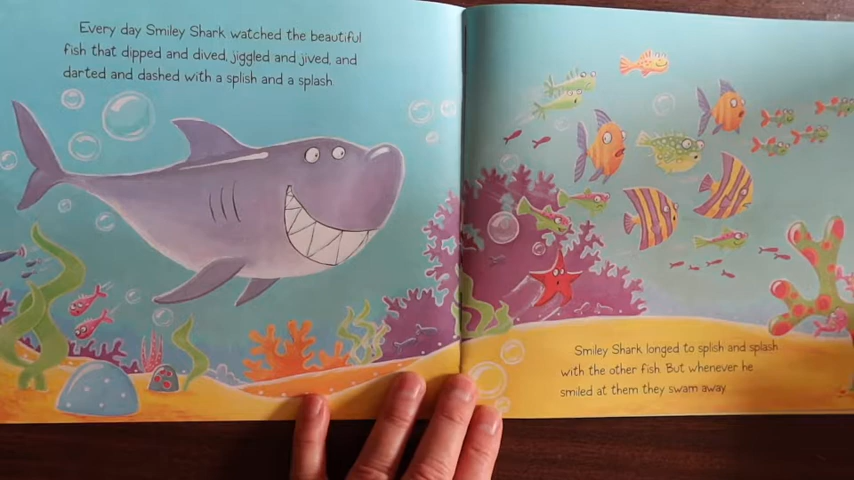 Every day Smiley Shark watched the beautiful
fish that dipped and dived, jiggled and jived, and
darted and dashed with a splish and a splash.
Smiley Shark longed to splish and splash
with the other fish. But whenever he
smiled at them they swam away.